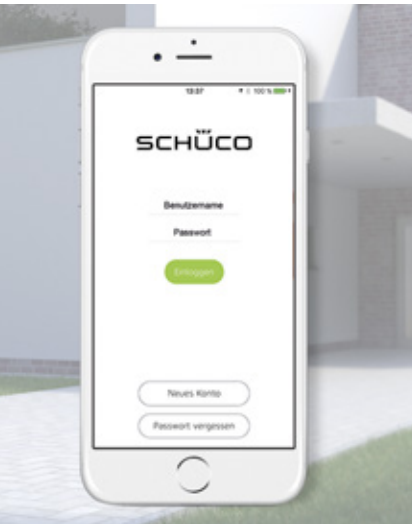 13:37 100 %
SCHÜCO
Benutzername
Passwort
Einloggen
Neues Konto
Passwort vergessen